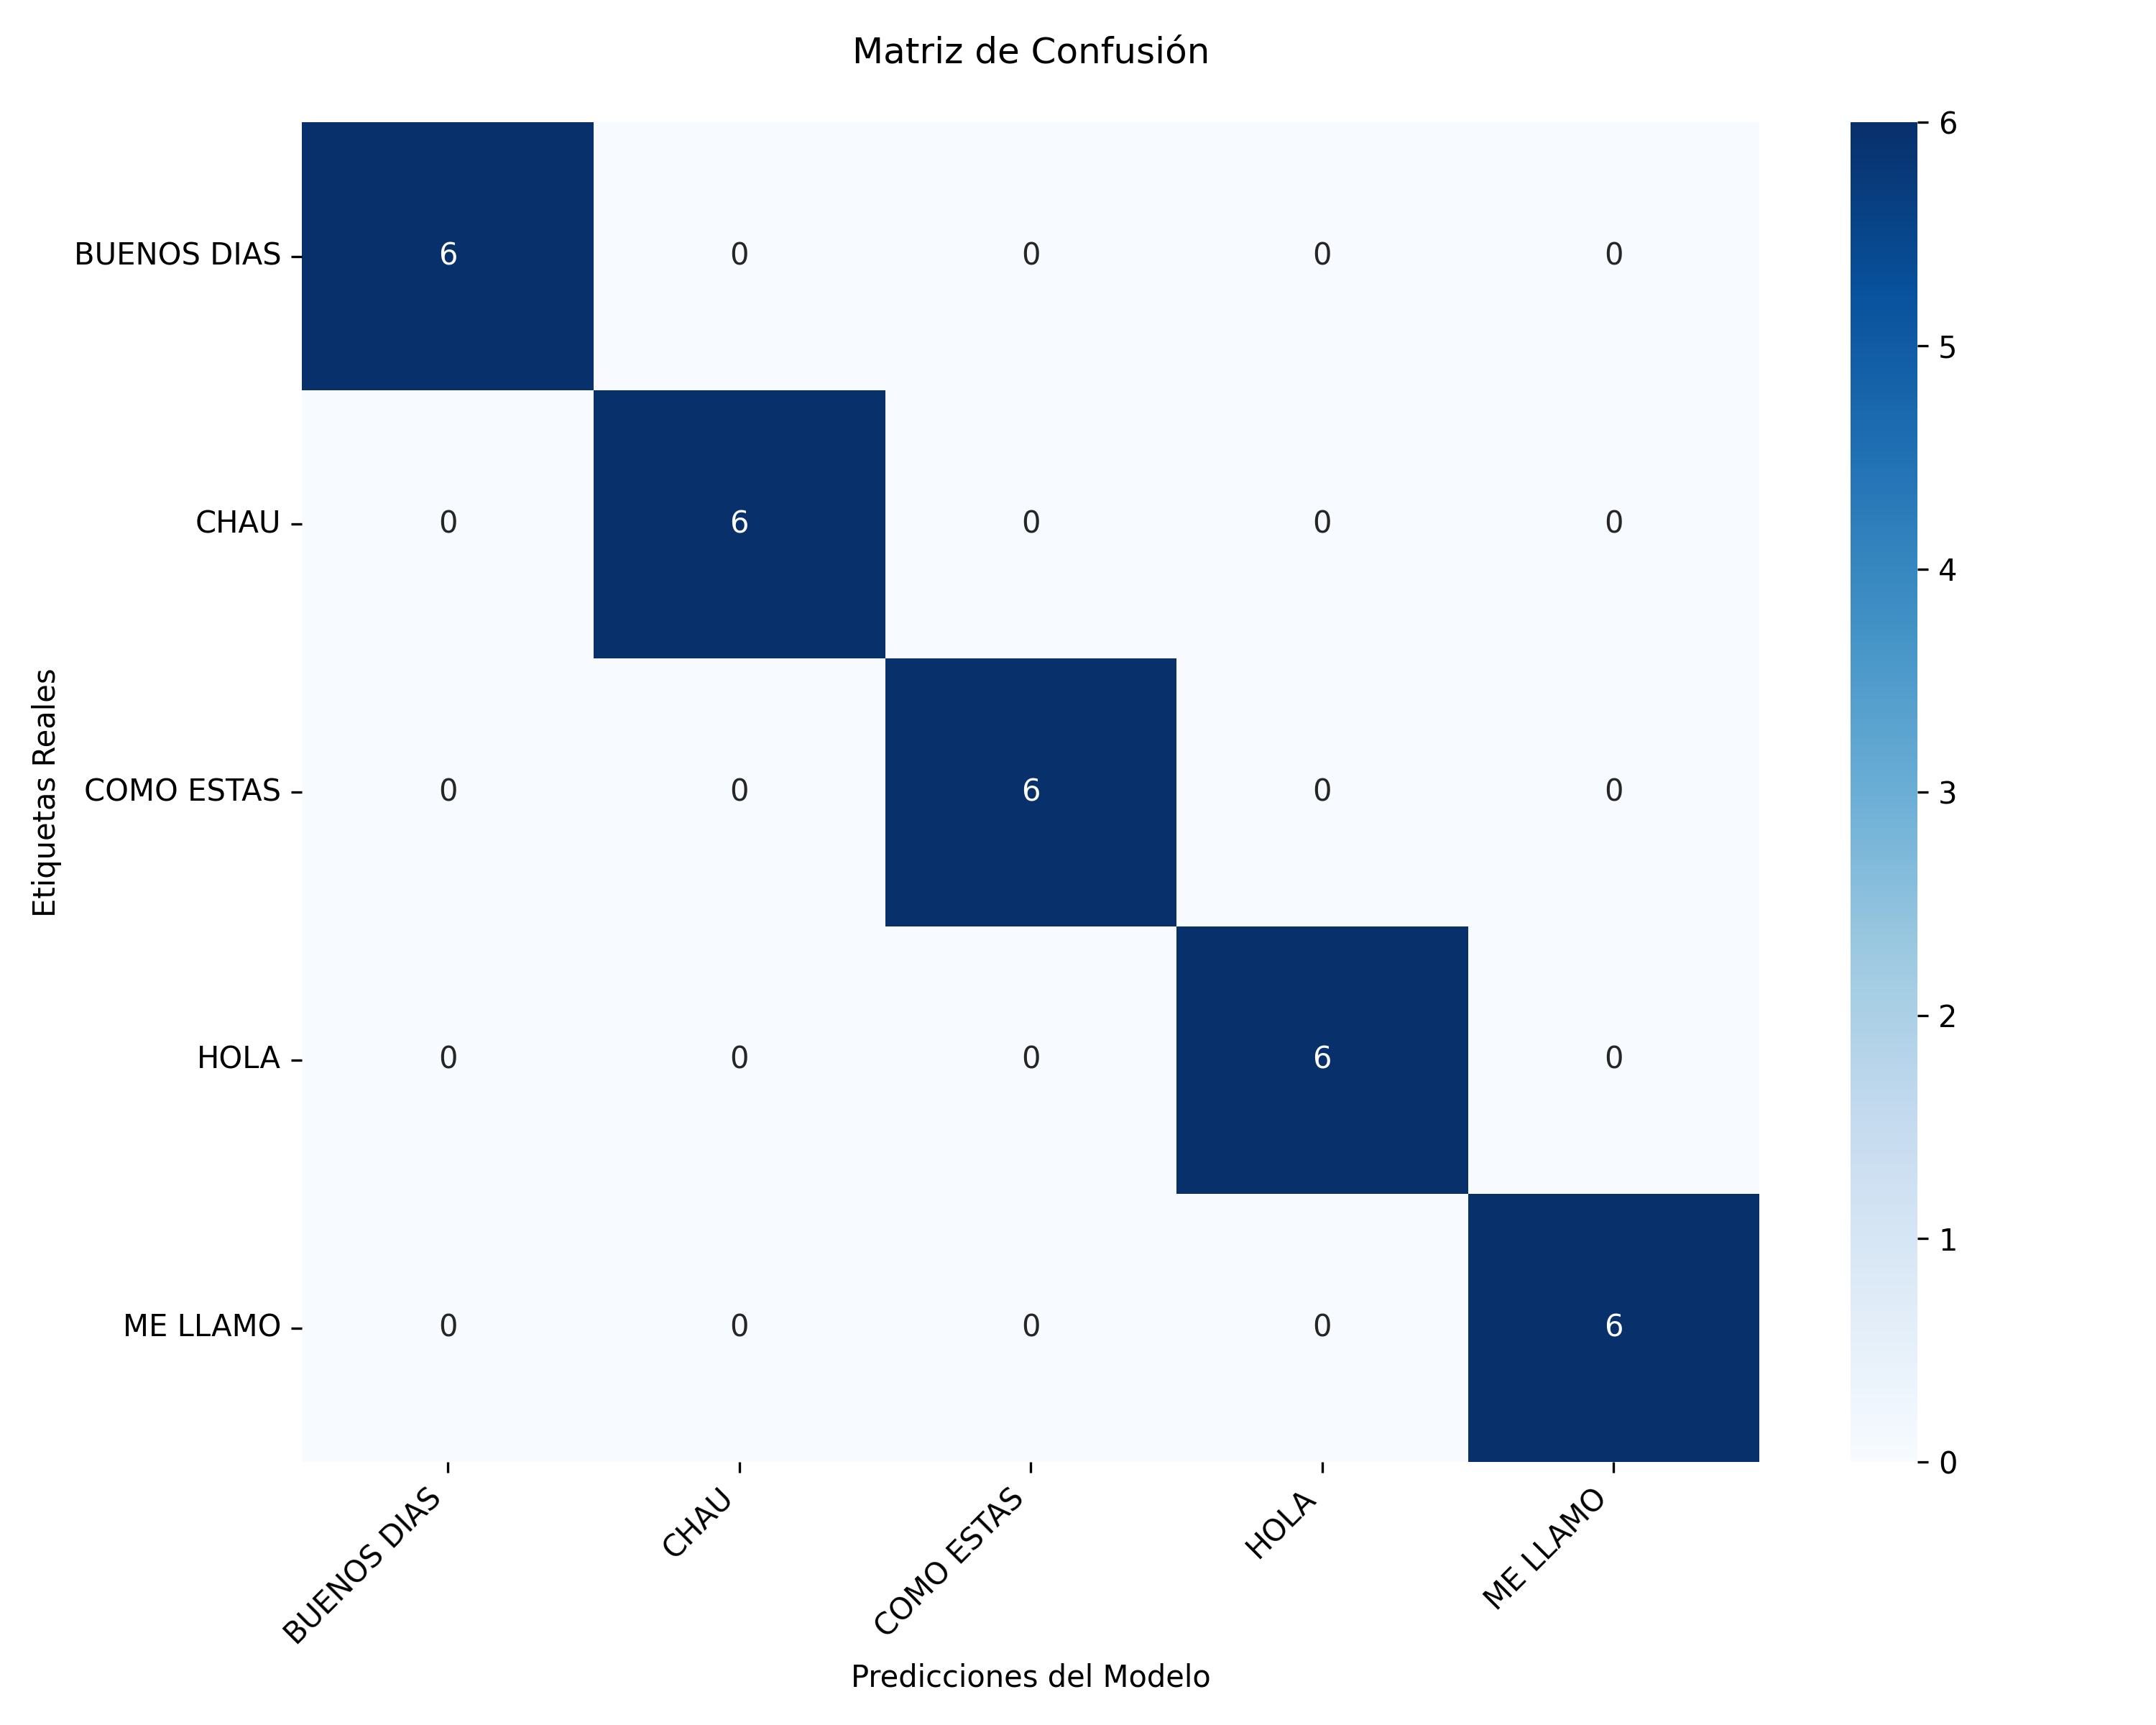 Matriz de Confusión
BUENOS DIAS 6 0 0 0 0
CHAU 0 6 0 0 0
COMO ESTAS 0 0 6 0 0
HOLA 0 0 0 6 0
ME LLAMO 0 0 0 0 6
Etiquetas Reales
BUENOS DIAS CHAU COMO ESTAS HOLA ME LLAMO
Predicciones del Modelo
6
5
4
3
2
1
0